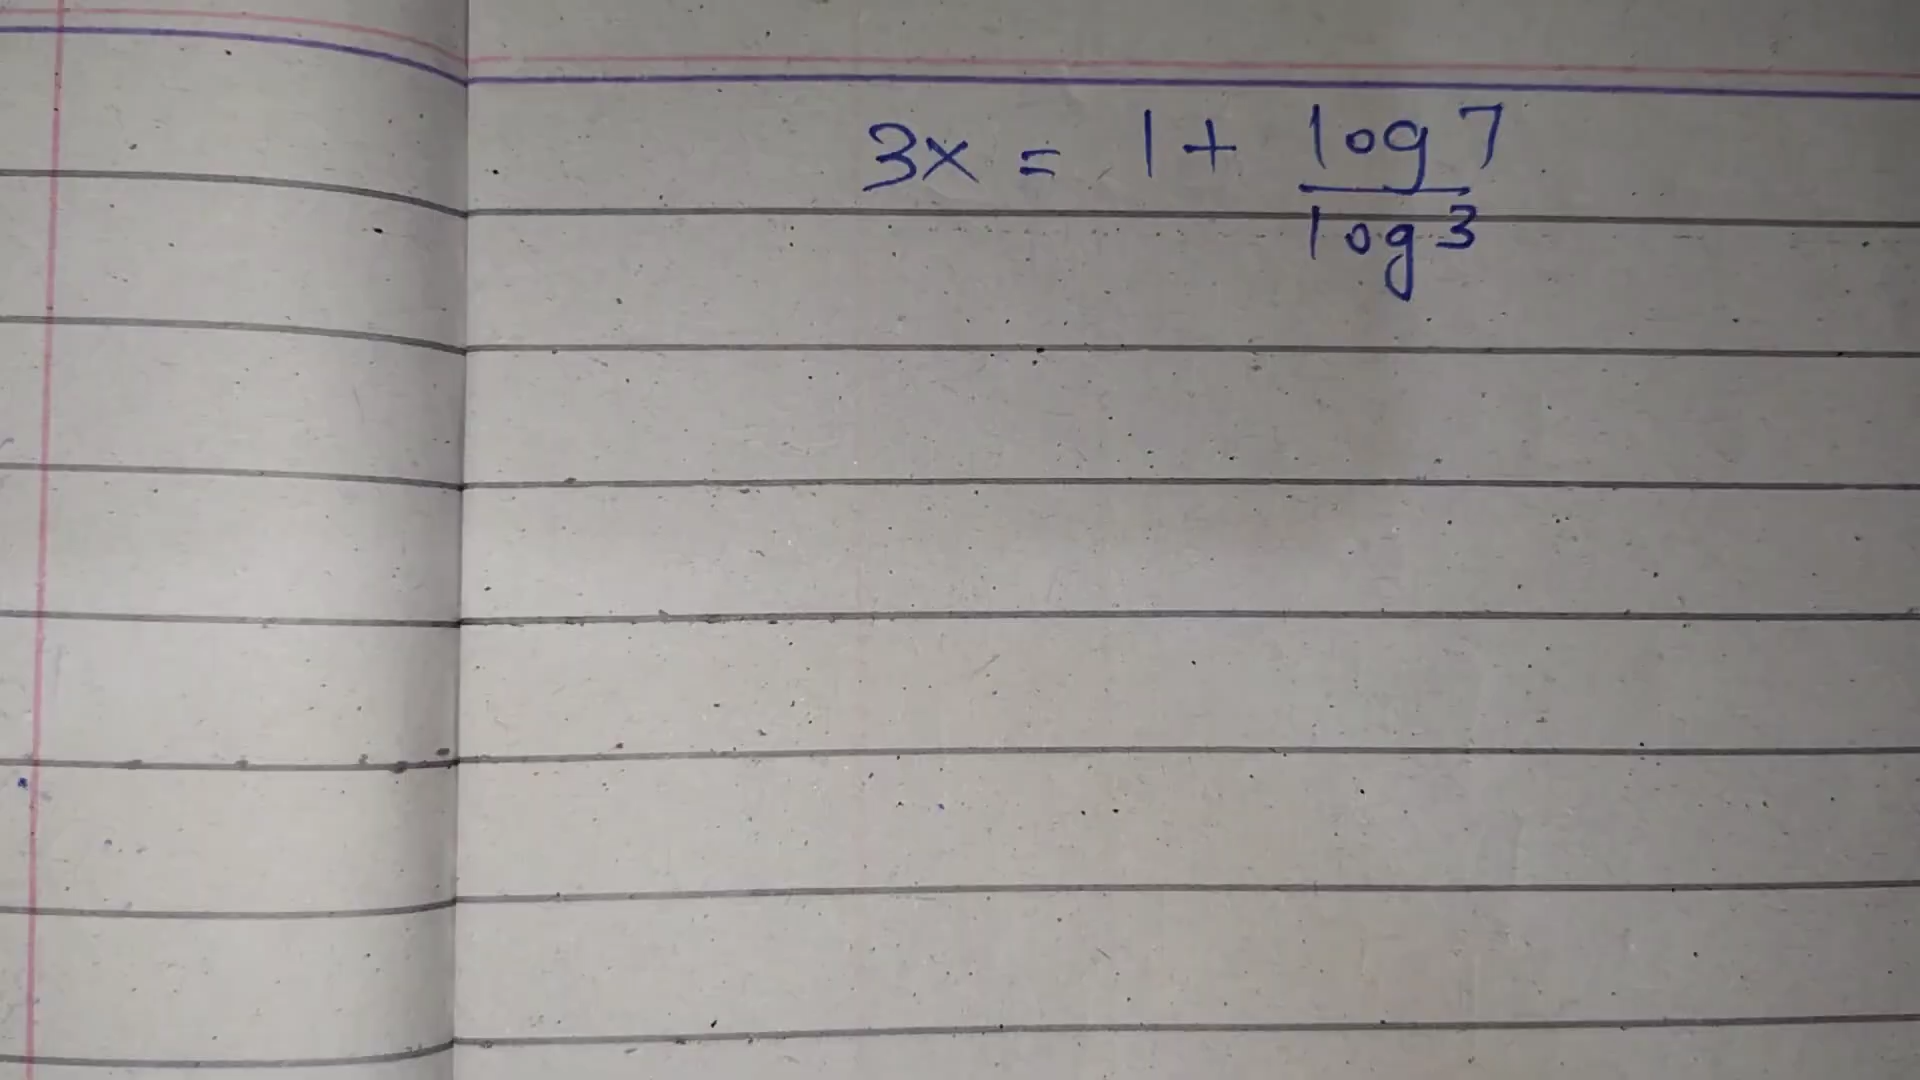 3x = 1 + log 7 / log 3